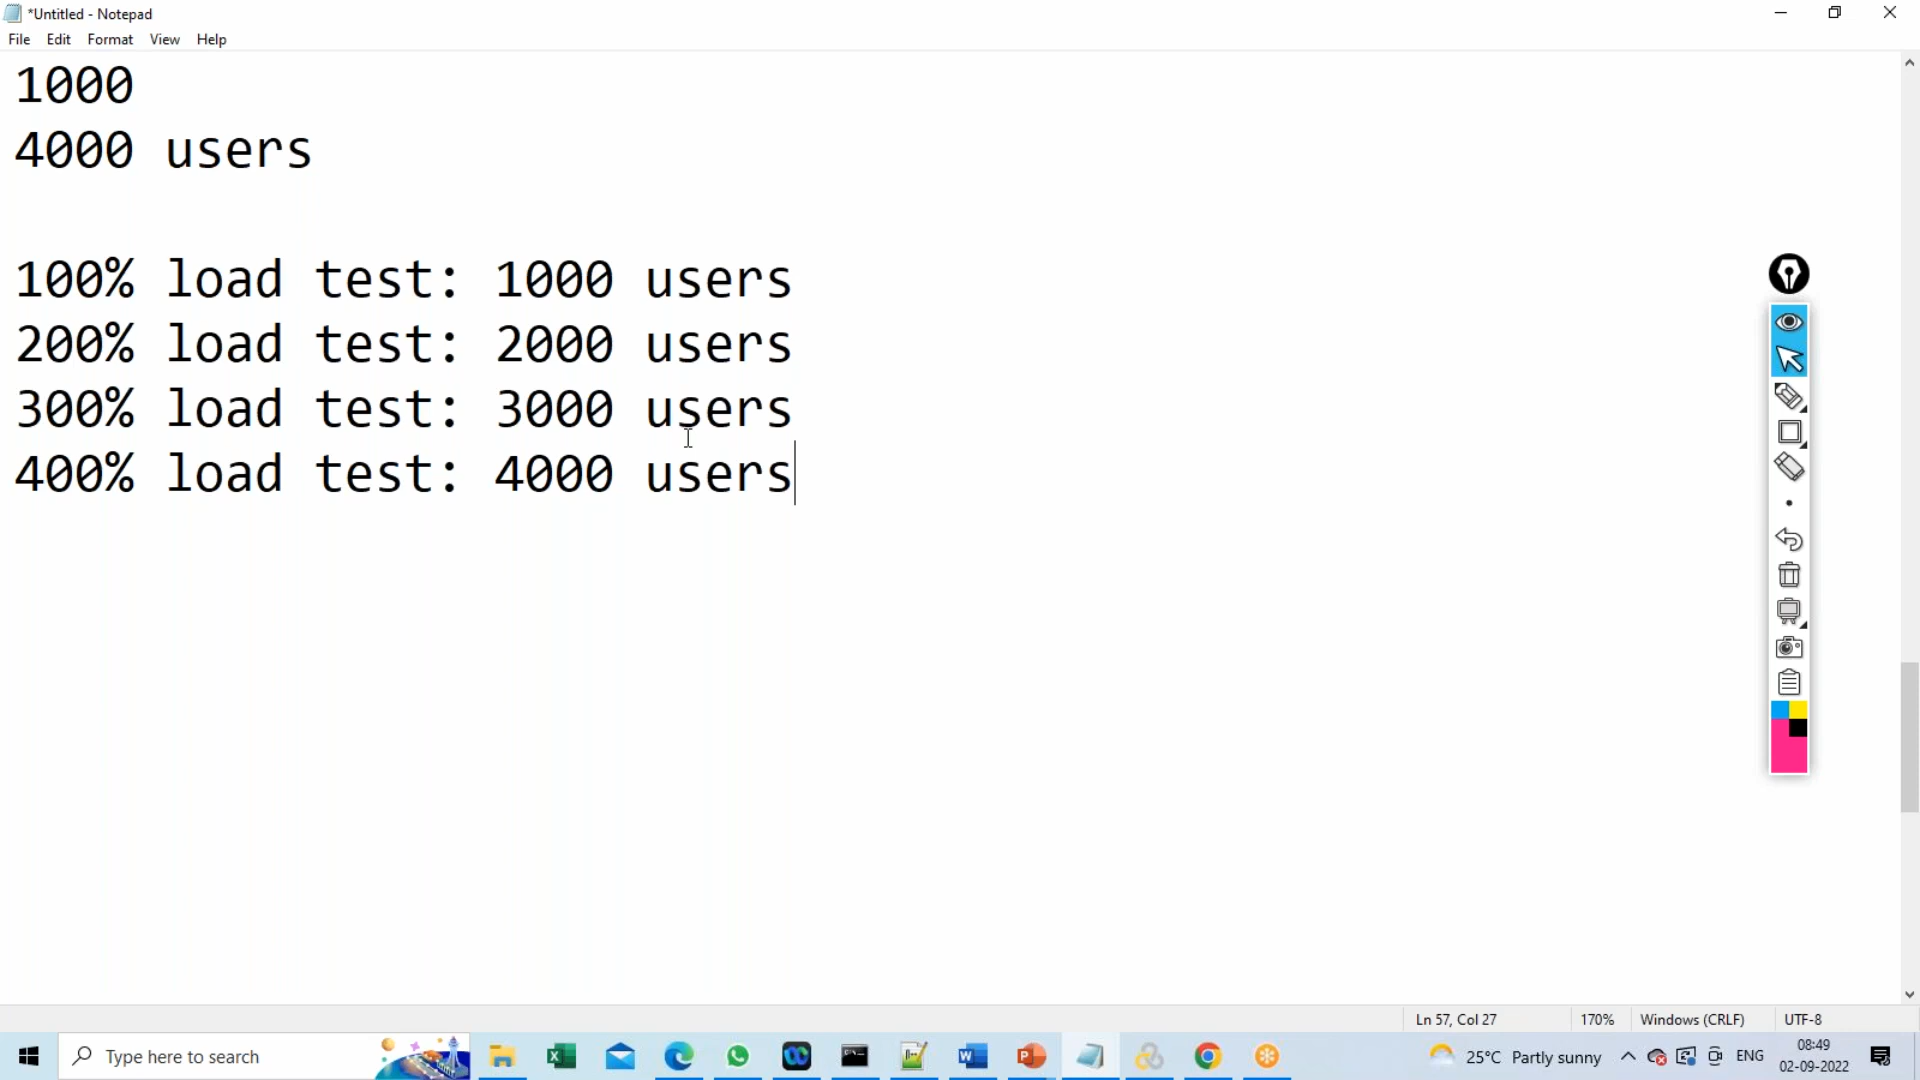 *Untitled - Notepad
File Edit Format View Help
1000
4000 users
100% load test: 1000 users
200% load test: 2000 users
300% load test: 3000 users
400% load test: 4000 users
Ln 57, Col 27 170% Windows (CRLF) UTF-8
Type here to search
25°C Partly sunny
ENG
08:49
02-09-2022